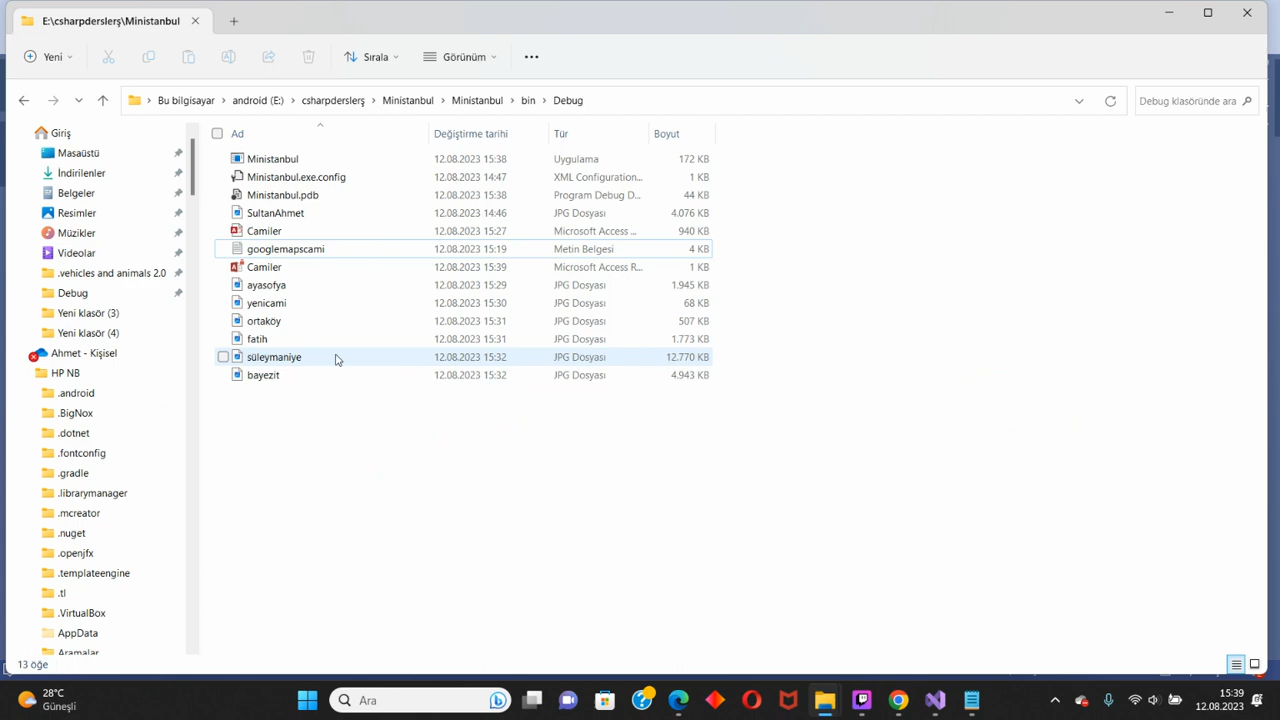 E:\csharpderslerş\Ministanbul
Yeni
Sırala
Görünüm
Bu bilgisayar > android (E:) > csharpderslerş > Ministanbul > Ministanbul > bin > Debug
Debug klasöründe ara
Giriş
Masaüstü
İndirilenler
Belgeler
Resimler
Müzikler
Videolar
.vehicles and animals 2.0
Debug
Yeni klasör (3)
Yeni klasör (4)
Ahmet - Kişisel
HP NB
.android
.BigNox
.dotnet
.fontconfig
.gradle
.librarymanager
.mcreator
.nuget
.openjfx
.templateengine
.tl
.VirtualBox
AppData
Aramalar
Ad Değiştirme tarihi Tür Boyut
Ministanbul 12.08.2023 15:38 Uygulama 172 KB
Ministanbul.exe.config 12.08.2023 14:47 XML Configuration... 1 KB
Ministanbul.pdb 12.08.2023 15:38 Program Debug D... 44 KB
SultanAhmet 12.08.2023 14:46 JPG Dosyası 4.076 KB
Camiler 12.08.2023 15:27 Microsoft Access ... 940 KB
googlemapscami 12.08.2023 15:19 Metin Belgesi 4 KB
Camiler 12.08.2023 15:39 Microsoft Access R... 1 KB
ayasofya 12.08.2023 15:29 JPG Dosyası 1.945 KB
yenicami 12.08.2023 15:30 JPG Dosyası 68 KB
ortaköy 12.08.2023 15:31 JPG Dosyası 507 KB
fatih 12.08.2023 15:31 JPG Dosyası 1.773 KB
süleymaniye 12.08.2023 15:32 JPG Dosyası 12.770 KB
bayezit 12.08.2023 15:32 JPG Dosyası 4.943 KB
13 öğe
28°C
Güneşli
Ara
15:39
12.08.2023